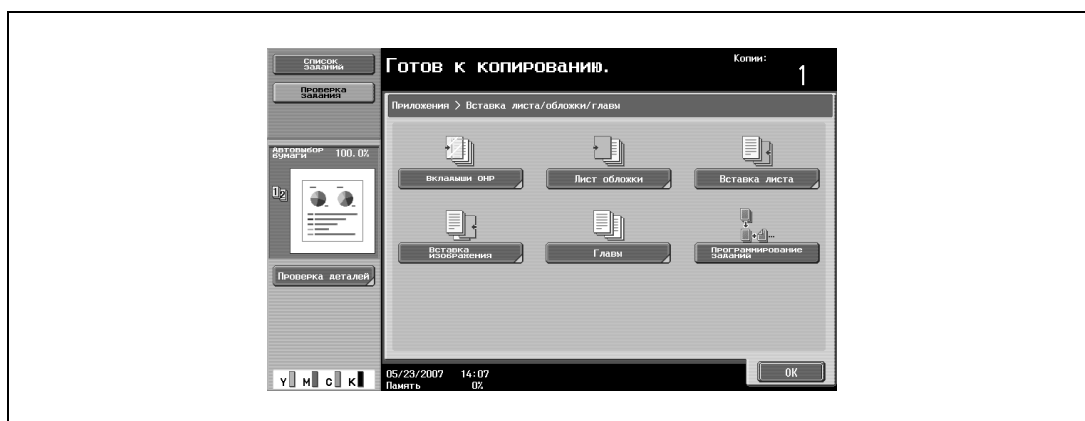 Список
заданий
Проверка
задания
Готов к копированию.
Копии:
1
Приложения > Вставка листа/обложки/главы
Автовыбор
бумаги 100.0%
Вкладыши OHP
Лист обложки
Вставка листа
Вставка
изображения
Главы
Программирование
заданий
Проверка деталей
Y M C K
05/23/2007 14:07
Память 0%
OK